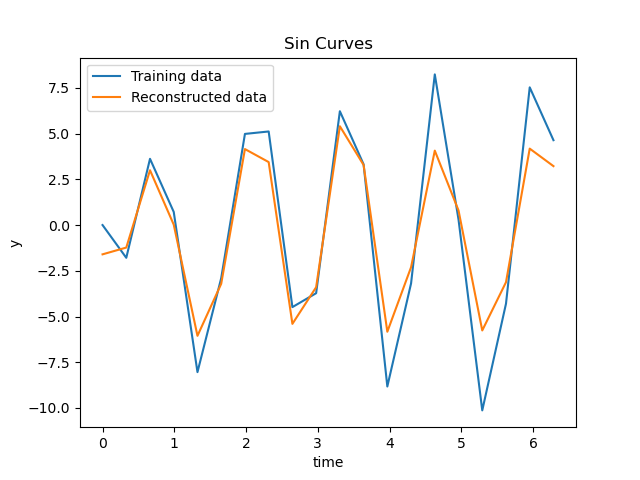 Sin Curves
Training data
Reconstructed data
7.5
5.0
2.5
0.0
−2.5
−5.0
−7.5
−10.0
y
0 1 2 3 4 5 6
time